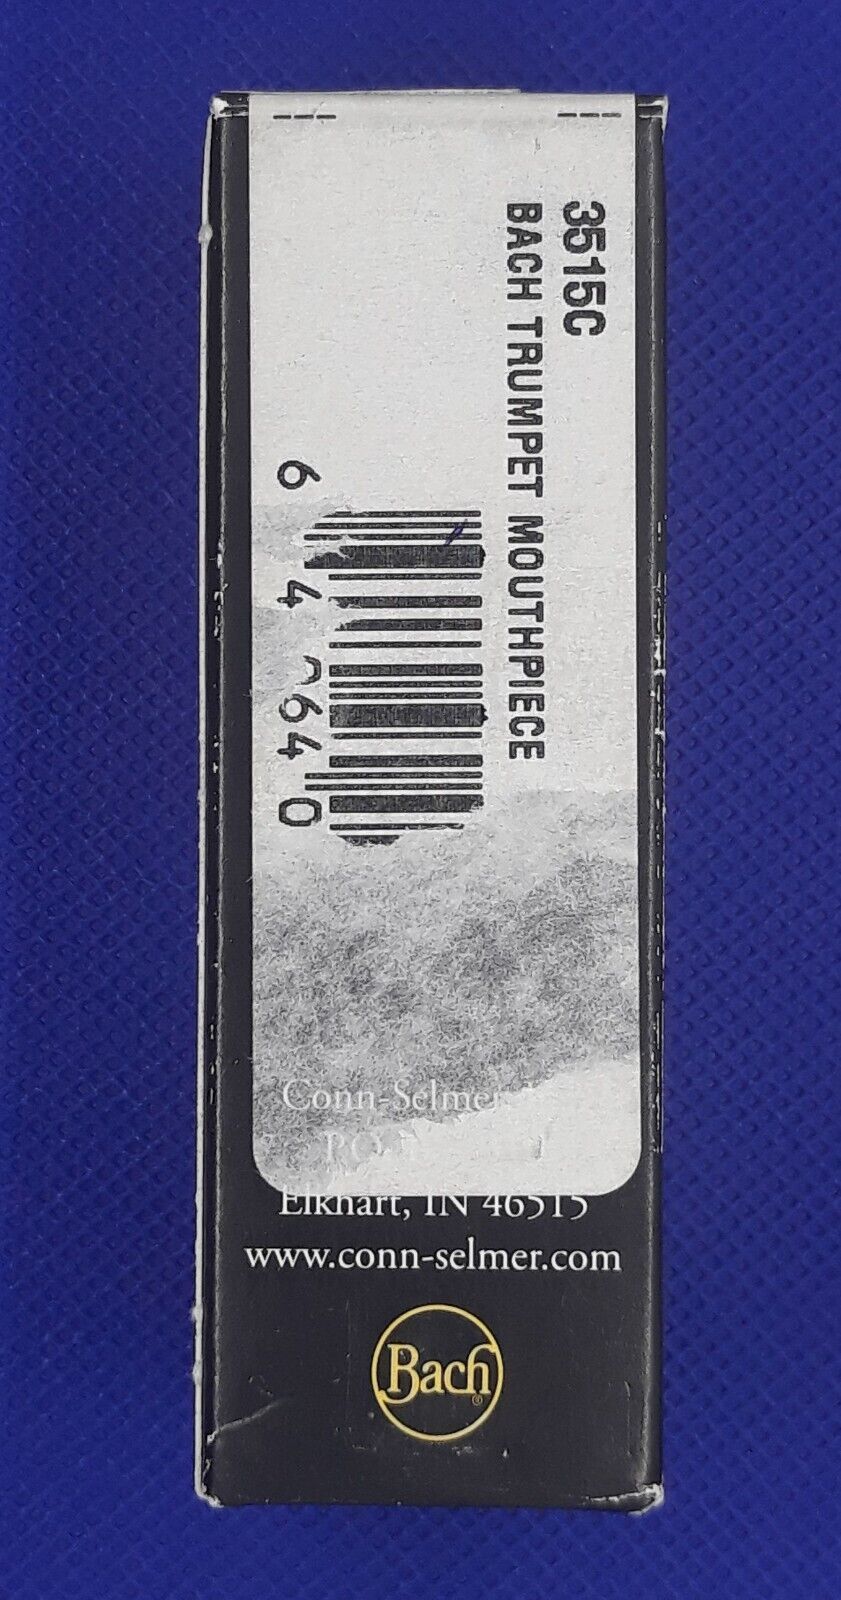 3515C
BACH TRUMPET MOUTHPIECE
Conn-Selmer
Elkhart, IN 46515
www.conn-selmer.com
Bach
®